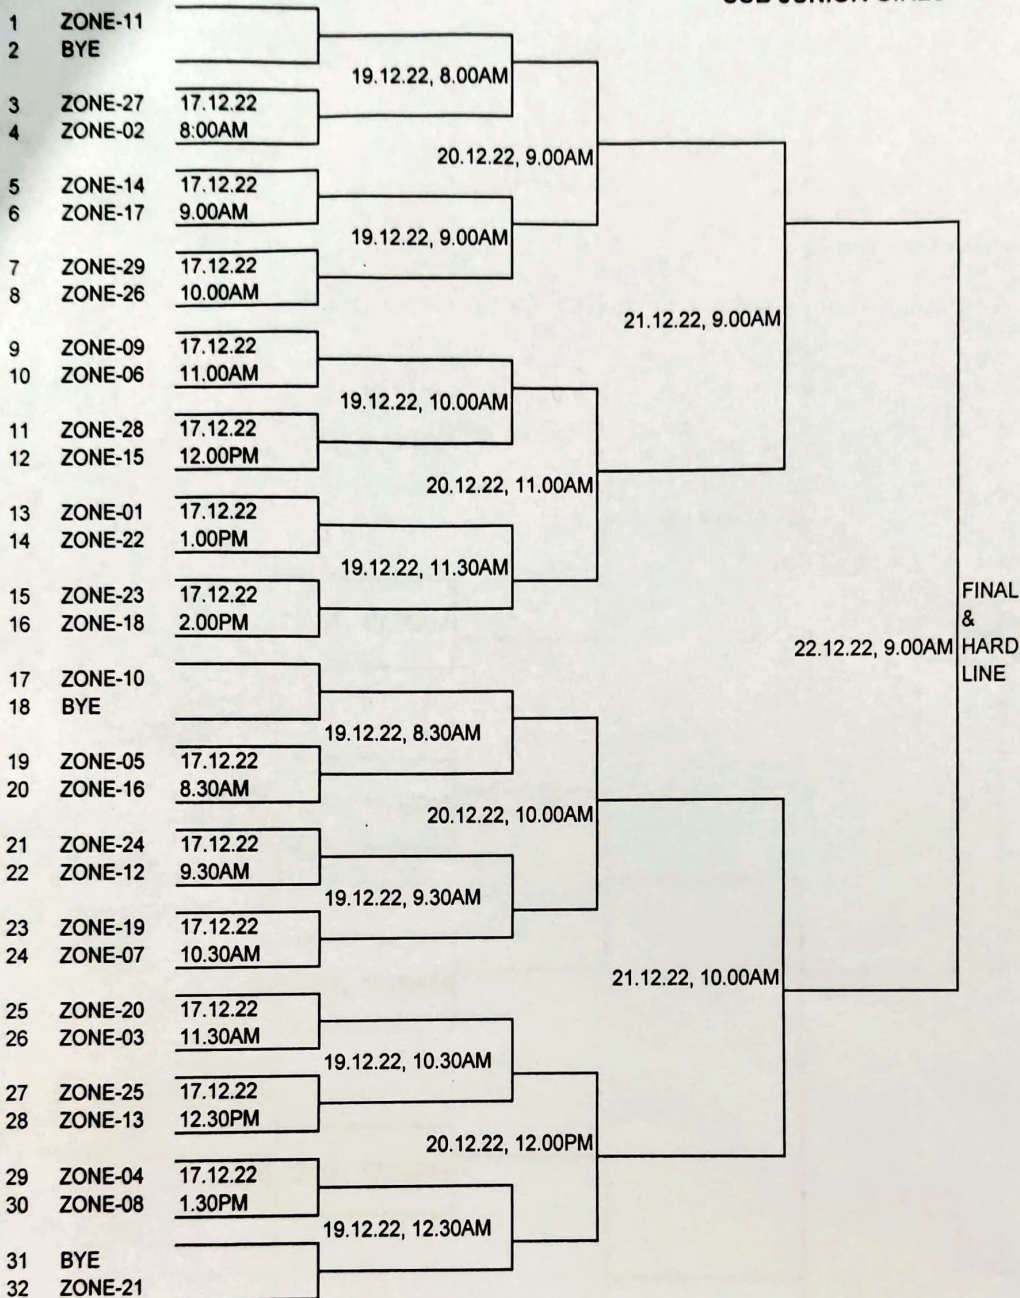 1 ZONE-11
2 BYE
19.12.22, 8.00AM
3 ZONE-27 17.12.22
4 ZONE-02 8:00AM
20.12.22, 9.00AM
5 ZONE-14 17.12.22
6 ZONE-17 9.00AM
19.12.22, 9.00AM
7 ZONE-29 17.12.22
8 ZONE-26 10.00AM
21.12.22, 9.00AM
9 ZONE-09 17.12.22
10 ZONE-06 11.00AM
19.12.22, 10.00AM
11 ZONE-28 17.12.22
12 ZONE-15 12.00PM
20.12.22, 11.00AM
13 ZONE-01 17.12.22
14 ZONE-22 1.00PM
19.12.22, 11.30AM
15 ZONE-23 17.12.22
16 ZONE-18 2.00PM
FINAL
&
22.12.22, 9.00AM HARD
LINE
17 ZONE-10
18 BYE
19.12.22, 8.30AM
19 ZONE-05 17.12.22
20 ZONE-16 8.30AM
20.12.22, 10.00AM
21 ZONE-24 17.12.22
22 ZONE-12 9.30AM
19.12.22, 9.30AM
23 ZONE-19 17.12.22
24 ZONE-07 10.30AM
21.12.22, 10.00AM
25 ZONE-20 17.12.22
26 ZONE-03 11.30AM
19.12.22, 10.30AM
27 ZONE-25 17.12.22
28 ZONE-13 12.30PM
20.12.22, 12.00PM
29 ZONE-04 17.12.22
30 ZONE-08 1.30PM
19.12.22, 12.30AM
31 BYE
32 ZONE-21